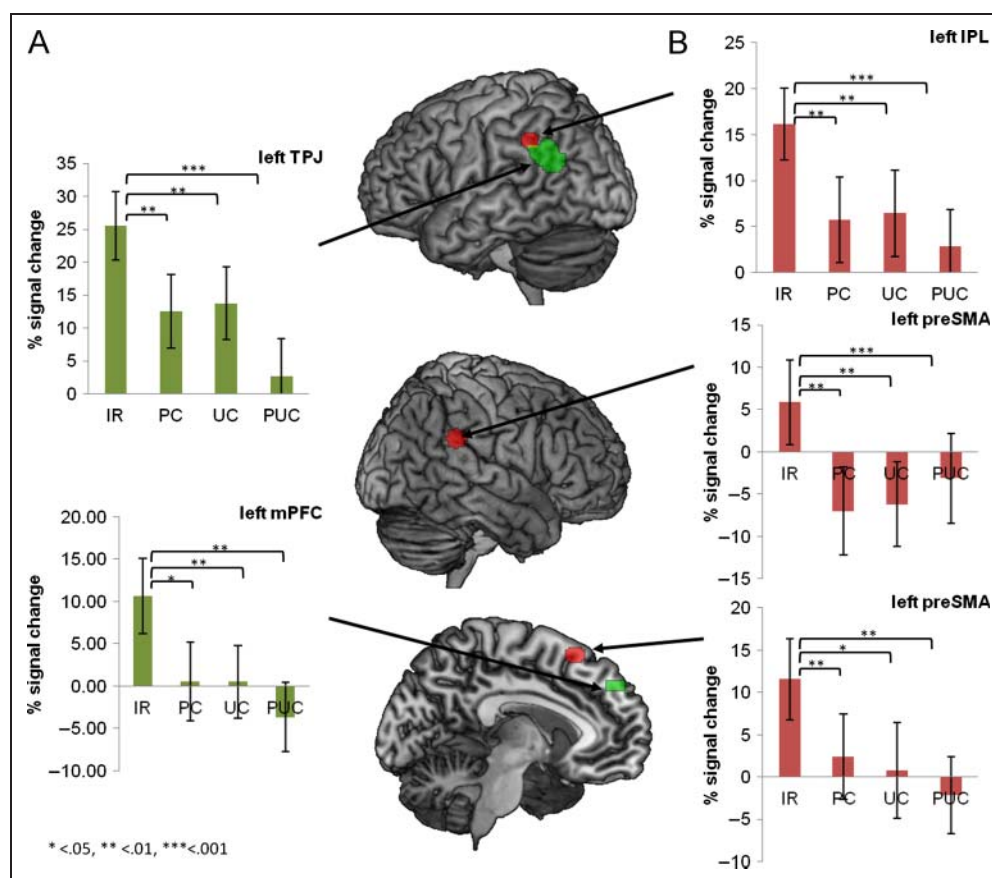 A
left TPJ
% signal change
35
30
25
20
15
10
5
0
***
**
**
IR PC UC PUC
left mPFC
% signal change
20.00
15.00
10.00
5.00
0.00
−5.00
−10.00
**
**
*
IR PC UC PUC
* <.05, ** <.01, ***<.001
B
left IPL
% signal change
25
20
15
10
5
0
***
**
**
IR PC UC PUC
left preSMA
% signal change
15
10
5
0
−5
−10
−15
***
**
**
IR PC UC PUC
left preSMA
% signal change
20
15
10
5
0
−5
−10
**
*
**
IR PC UC PUC